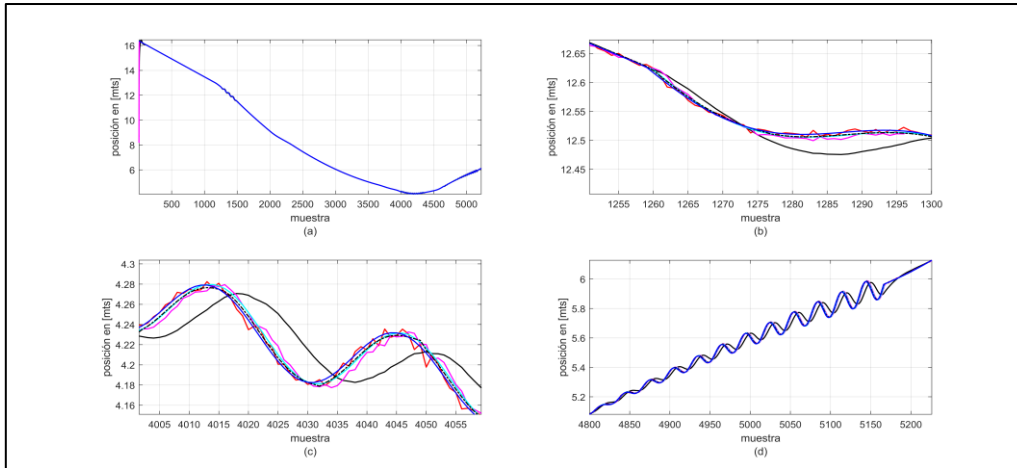 16
14
12
10
8
6
posición en [mts]
500 1000 1500 2000 2500 3000 3500 4000 4500 5000
muestra
(a)
12.65
12.6
12.55
12.5
12.45
posición en [mts]
1255 1260 1265 1270 1275 1280 1285 1290 1295 1300
muestra
(b)
4.3
4.28
4.26
4.24
4.22
4.2
4.18
4.16
posición en [mts]
4005 4010 4015 4020 4025 4030 4035 4040 4045 4050 4055
muestra
(c)
6
5.8
5.6
5.4
5.2
posición en [mts]
4800 4850 4900 4950 5000 5050 5100 5150 5200
muestra
(d)